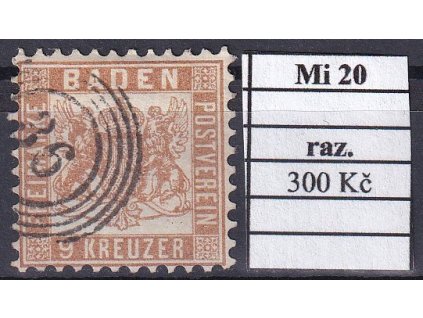 BADEN
POSTVEREIN
9 KREUZER
Mi 20
raz.
300 Kč